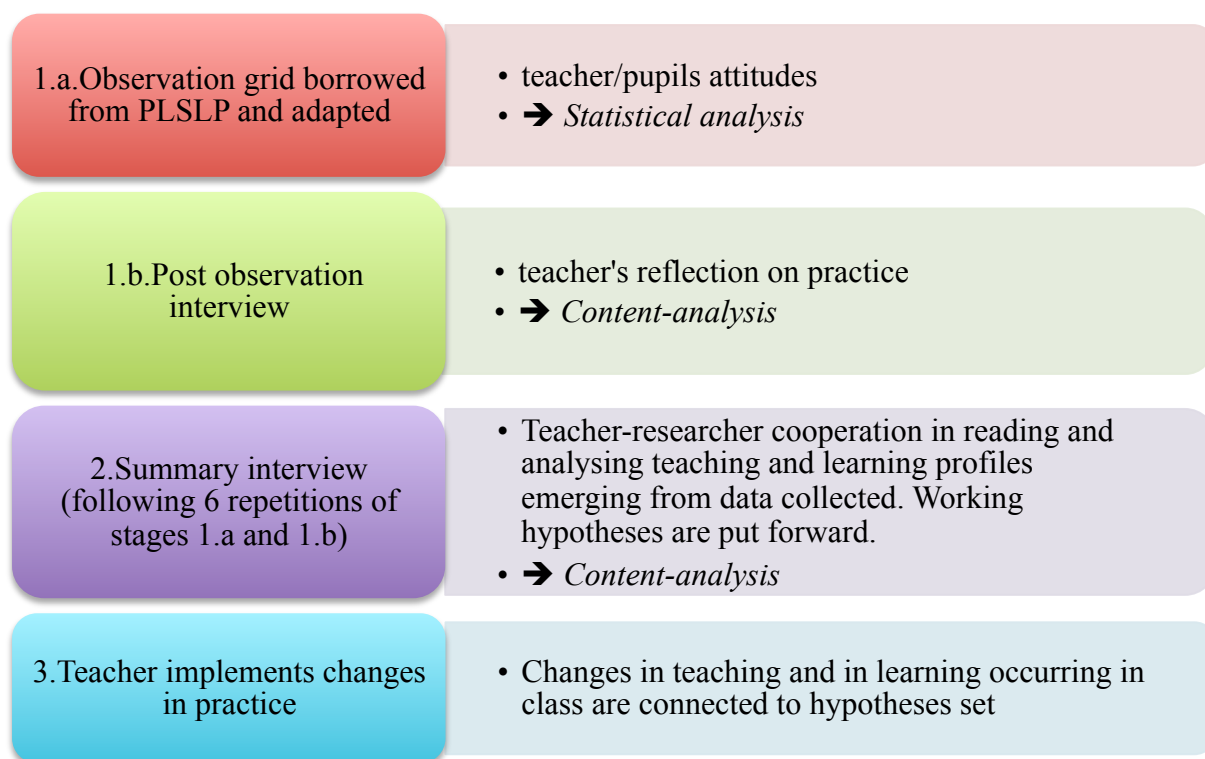 1.a.Observation grid borrowed
from PLSLP and adapted
• teacher/pupils attitudes
• ➔ Statistical analysis
1.b.Post observation
interview
• teacher's reflection on practice
• ➔ Content-analysis
2.Summary interview
(following 6 repetitions of
stages 1.a and 1.b)
• Teacher-researcher cooperation in reading and
analysing teaching and learning profiles
emerging from data collected. Working
hypotheses are put forward.
• ➔ Content-analysis
3.Teacher implements changes
in practice
• Changes in teaching and in learning occurring in
class are connected to hypotheses set